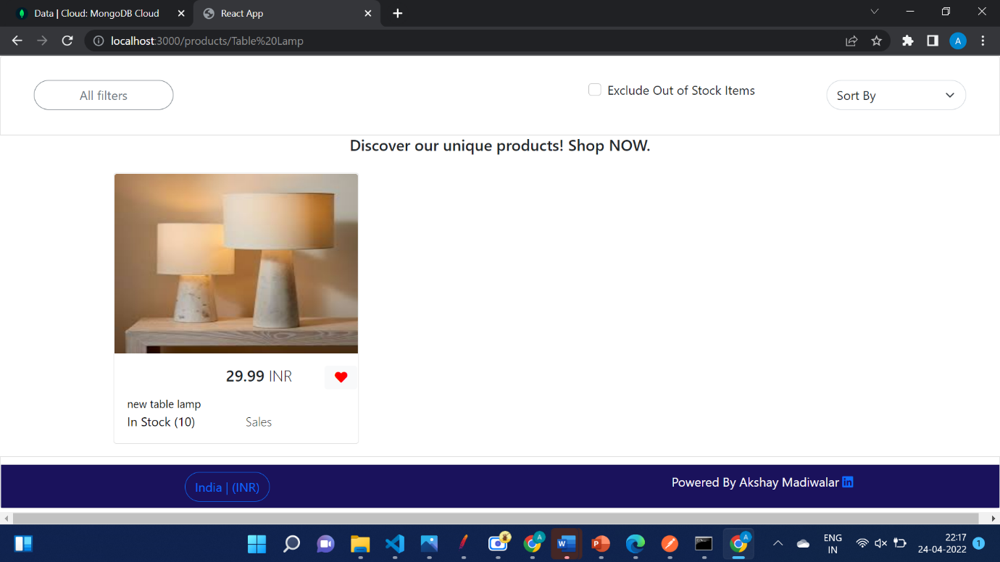 Data | Cloud: MongoDB Cloud
React App
localhost:3000/products/Table%20Lamp
A
All filters
Exclude Out of Stock Items
Sort By
Discover our unique products! Shop NOW.
29.99 INR
new table lamp
In Stock (10) Sales
India | (INR)
Powered By Akshay Madiwalar in
ENG
IN
22:17
24-04-2022
1